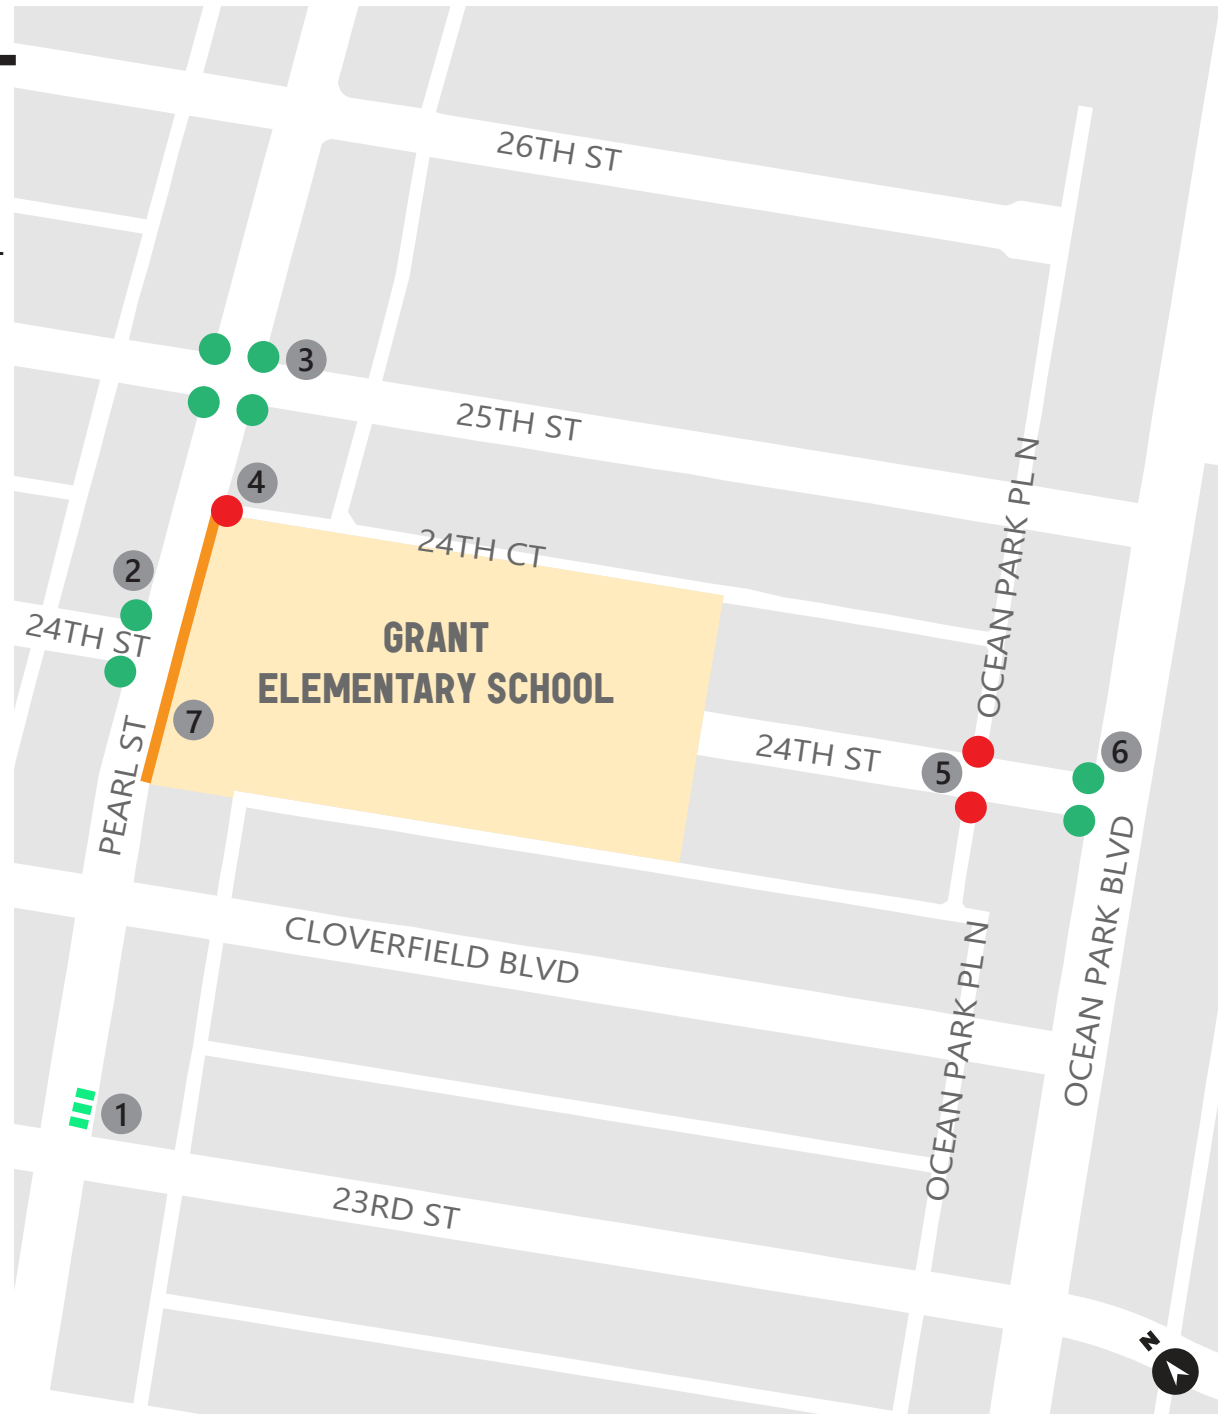 26TH ST
3
25TH ST
OCEAN PARK PL N
4
24TH CT
2
24TH ST
GRANT
ELEMENTARY SCHOOL
7
24TH ST
5
6
PEARL ST
OCEAN PARK BLVD
CLOVERFIELD BLVD
OCEAN PARK PL N
1
23RD ST
N